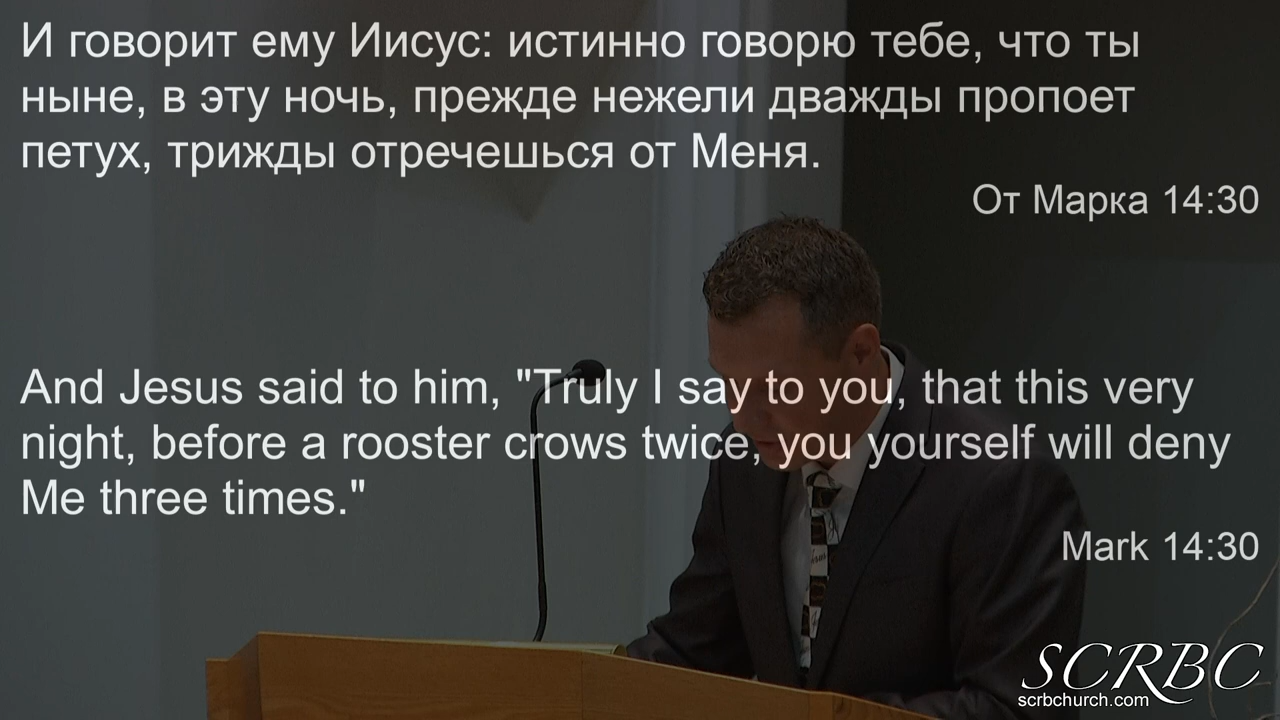 И говорит ему Иисус: истинно говорю тебе, что ты
ныне, в эту ночь, прежде нежели дважды пропоет
петух, трижды отречешься от Меня.
От Марка 14:30
And Jesus said to him, "Truly I say to you, that this very
night, before a rooster crows twice, you yourself will deny
Me three times."
Mark 14:30
SCRBC
scrbchurch.com